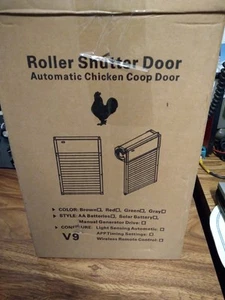 Roller Shutter Door
Automatic Chicken Coop Door
➤ COLOR: Brown☐, Red☐, Green☐, Gray☐
➤ STYLE: AA Batteries☐, Solar Battery☐,
Manual Generator Drive: ☐
➤ Light Sensing Automatic, ☐
APP Timing Settings: ☐
V9 Wireless Remote Control: ☐